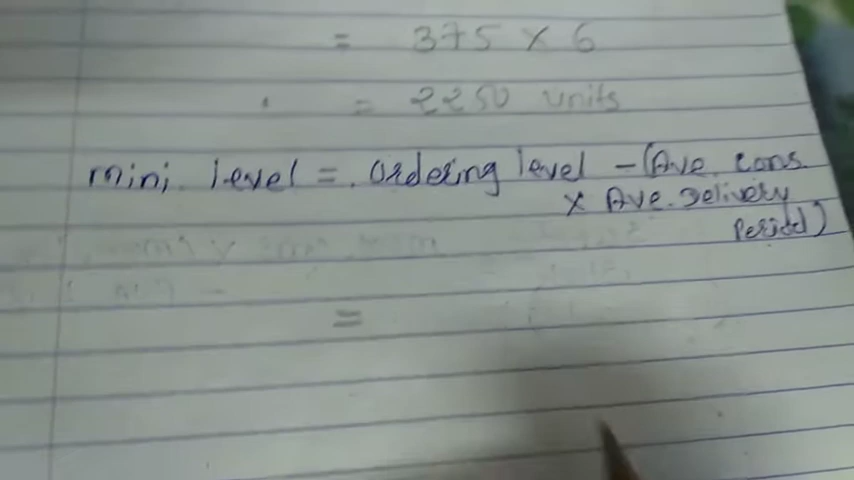 = 375 × 6
= 2250 units
mini. level = ordering level - (Ave. cons.
× Ave. Delivery
Period)
=